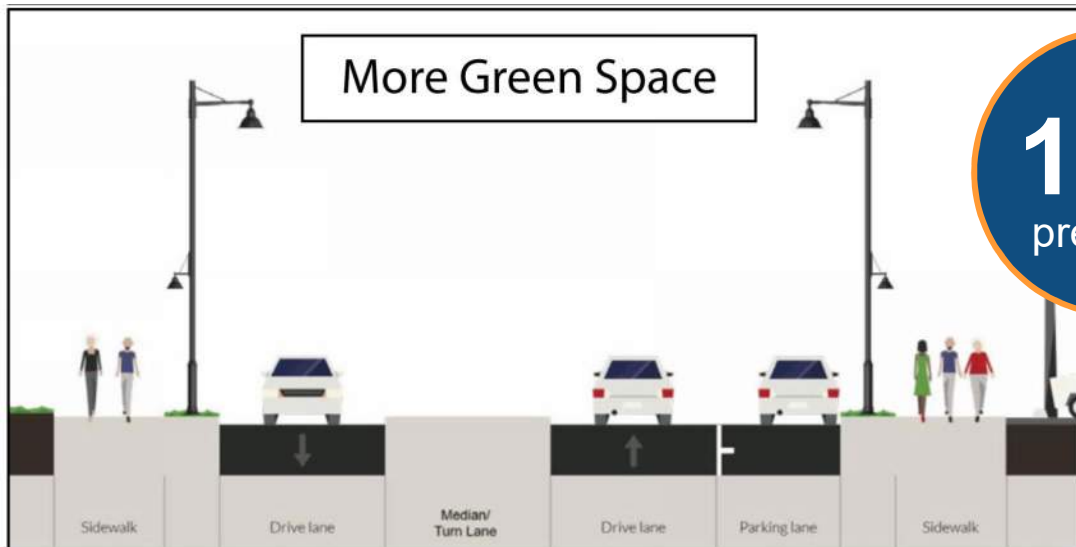 More Green Space
1
pre
Sidewalk
Drive lane
Median/
Turn Lane
Drive lane
Parking lane
Sidewalk